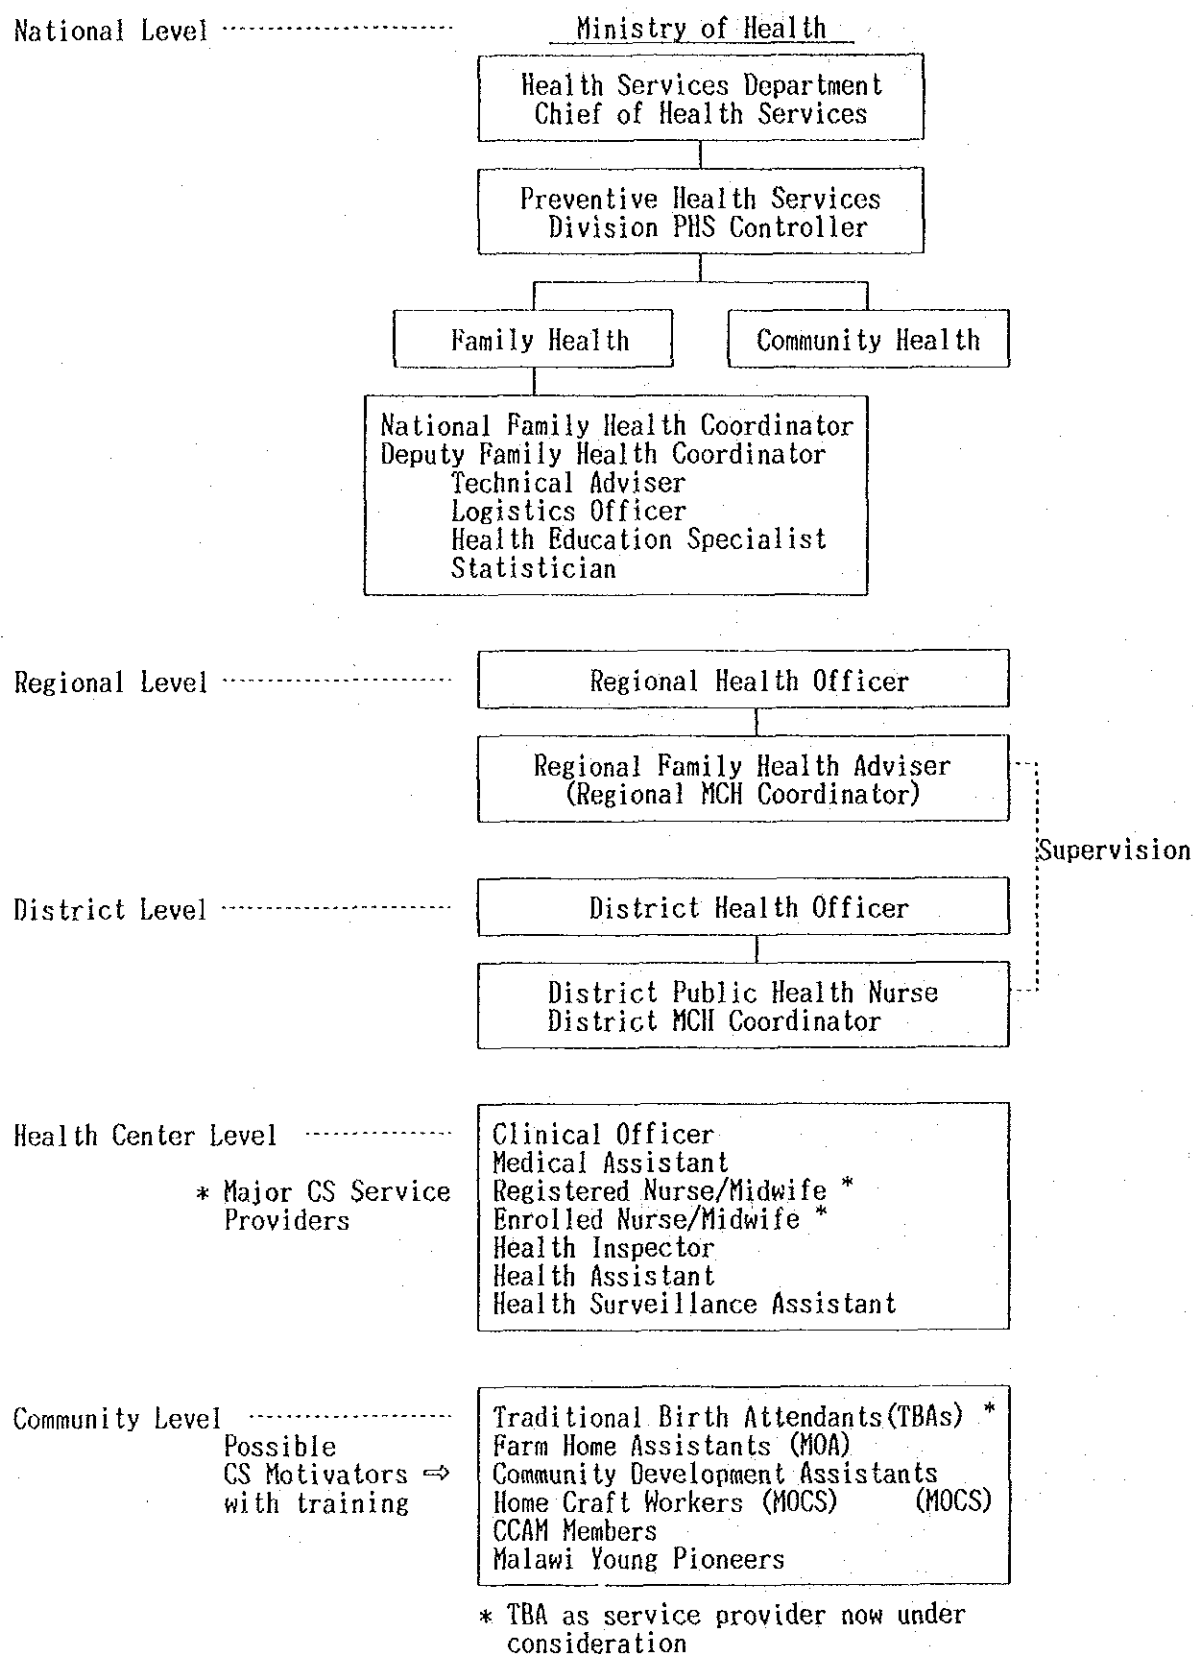 National Level ························ Ministry of Health
Health Services Department
Chief of Health Services
Preventive Health Services
Division PHS Controller
Family Health
Community Health
National Family Health Coordinator
Deputy Family Health Coordinator
Technical Adviser
Logistics Officer
Health Education Specialist
Statistician
Regional Level ························ Regional Health Officer
Regional Family Health Adviser
(Regional MCH Coordinator)
Supervision
District Level ························ District Health Officer
District Public Health Nurse
District MCH Coordinator
Health Center Level ················ Clinical Officer
Medical Assistant
* Major CS Service Registered Nurse/Midwife *
Providers Enrolled Nurse/Midwife *
Health Inspector
Health Assistant
Health Surveillance Assistant
Community Level ····················· Traditional Birth Attendants(TBAs) *
Possible Farm Home Assistants (MOA)
CS Motivators ⇨ Community Development Assistants
with training Home Craft Workers (MOCS) (MOCS)
CCAM Members
Malawi Young Pioneers
* TBA as service provider now under
consideration